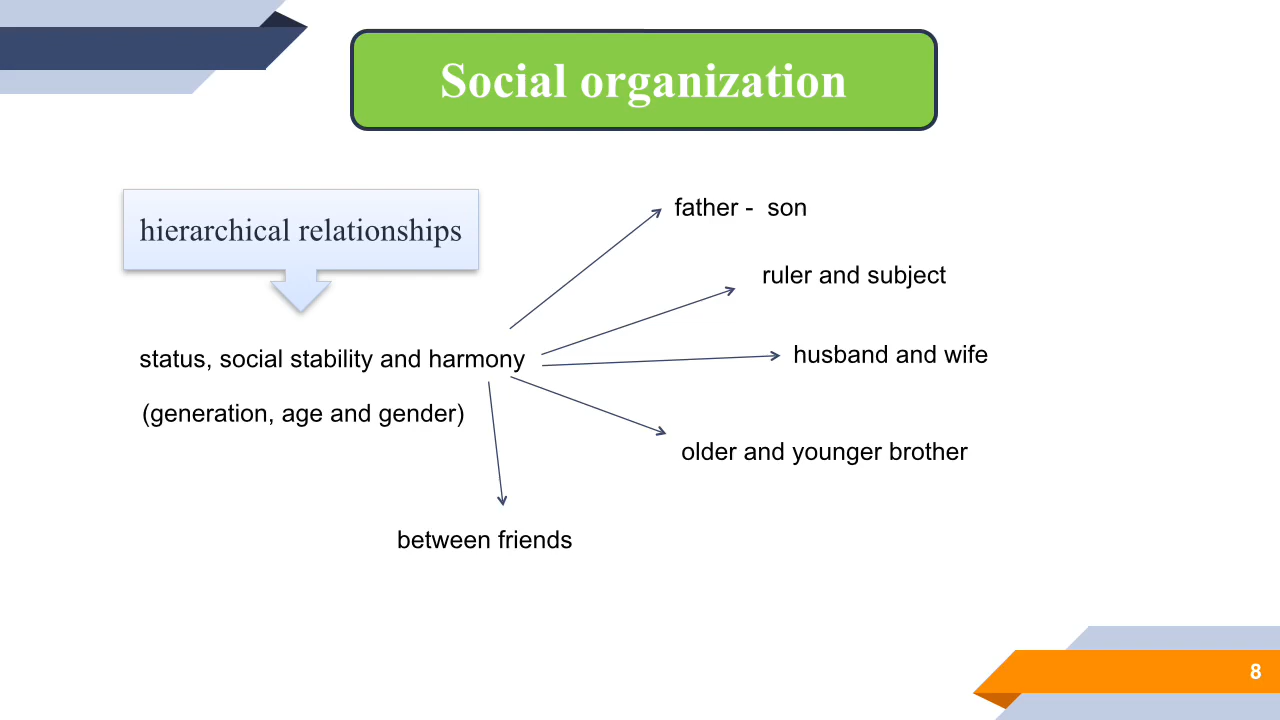 Social organization
hierarchical relationships
father -  son
ruler and subject
status, social stability and harmony
husband and wife
(generation, age and gender)
older and younger brother
between friends
8